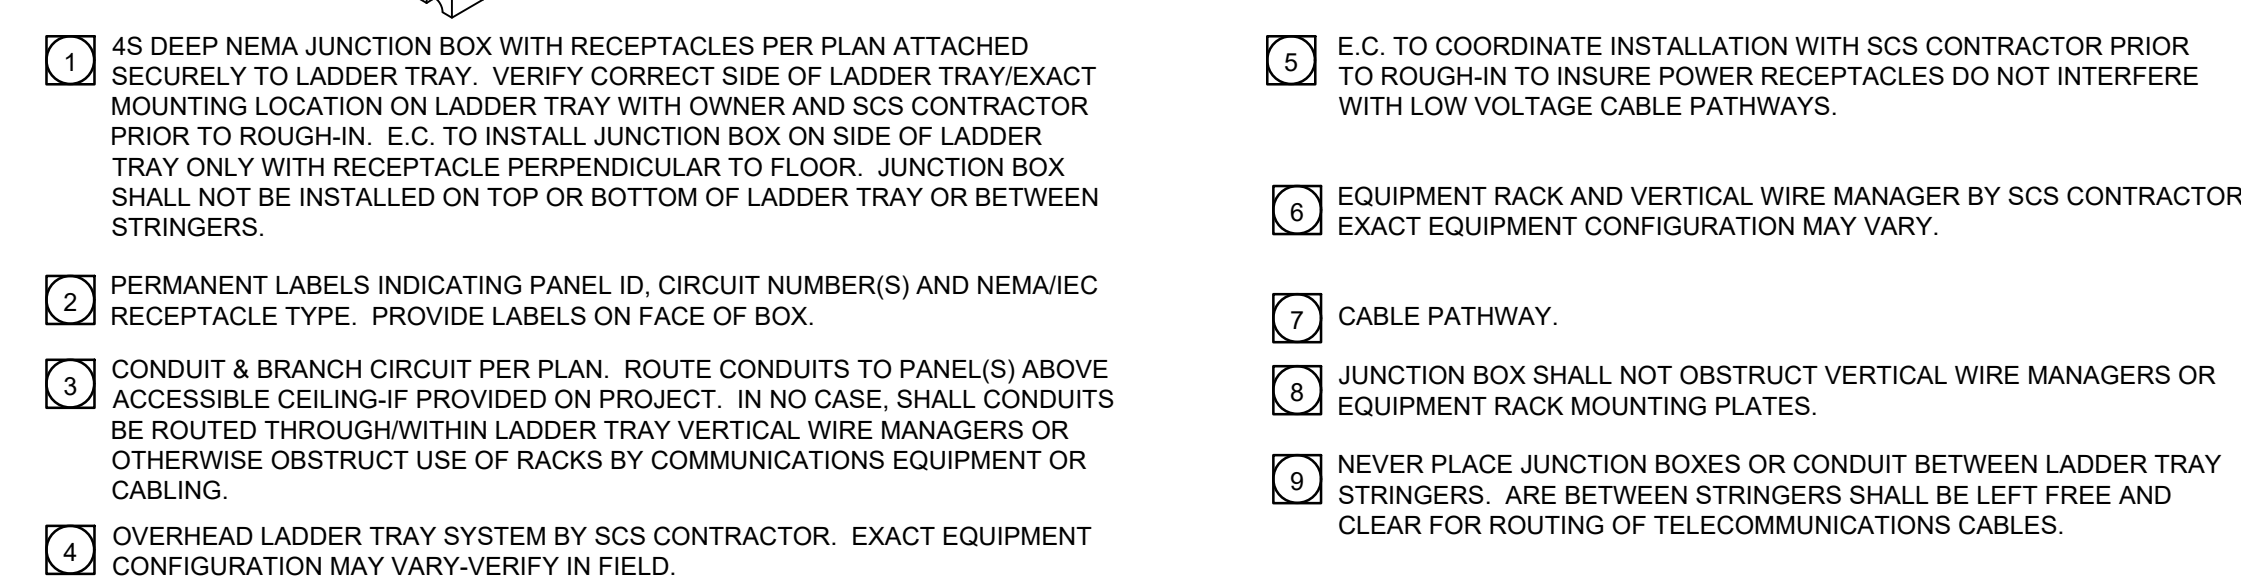 1
4S DEEP NEMA JUNCTION BOX WITH RECEPTACLES PER PLAN ATTACHED
SECURELY TO LADDER TRAY. VERIFY CORRECT SIDE OF LADDER TRAY/EXACT
MOUNTING LOCATION ON LADDER TRAY WITH OWNER AND SCS CONTRACTOR
PRIOR TO ROUGH-IN. E.C. TO INSTALL JUNCTION BOX ON SIDE OF LADDER
TRAY ONLY WITH RECEPTACLE PERPENDICULAR TO FLOOR. JUNCTION BOX
SHALL NOT BE INSTALLED ON TOP OR BOTTOM OF LADDER TRAY OR BETWEEN
STRINGERS.
2
PERMANENT LABELS INDICATING PANEL ID, CIRCUIT NUMBER(S) AND NEMA/IEC
RECEPTACLE TYPE. PROVIDE LABELS ON FACE OF BOX.
3
CONDUIT & BRANCH CIRCUIT PER PLAN. ROUTE CONDUITS TO PANEL(S) ABOVE
ACCESSIBLE CEILING-IF PROVIDED ON PROJECT. IN NO CASE, SHALL CONDUITS
BE ROUTED THROUGH/WITHIN LADDER TRAY VERTICAL WIRE MANAGERS OR
OTHERWISE OBSTRUCT USE OF RACKS BY COMMUNICATIONS EQUIPMENT OR
CABLING.
4
OVERHEAD LADDER TRAY SYSTEM BY SCS CONTRACTOR. EXACT EQUIPMENT
CONFIGURATION MAY VARY-VERIFY IN FIELD.
5
E.C. TO COORDINATE INSTALLATION WITH SCS CONTRACTOR PRIOR
TO ROUGH-IN TO INSURE POWER RECEPTACLES DO NOT INTERFERE
WITH LOW VOLTAGE CABLE PATHWAYS.
6
EQUIPMENT RACK AND VERTICAL WIRE MANAGER BY SCS CONTRACTOR
EXACT EQUIPMENT CONFIGURATION MAY VARY.
7
CABLE PATHWAY.
8
JUNCTION BOX SHALL NOT OBSTRUCT VERTICAL WIRE MANAGERS OR
EQUIPMENT RACK MOUNTING PLATES.
9
NEVER PLACE JUNCTION BOXES OR CONDUIT BETWEEN LADDER TRAY
STRINGERS. ARE BETWEEN STRINGERS SHALL BE LEFT FREE AND
CLEAR FOR ROUTING OF TELECOMMUNICATIONS CABLES.